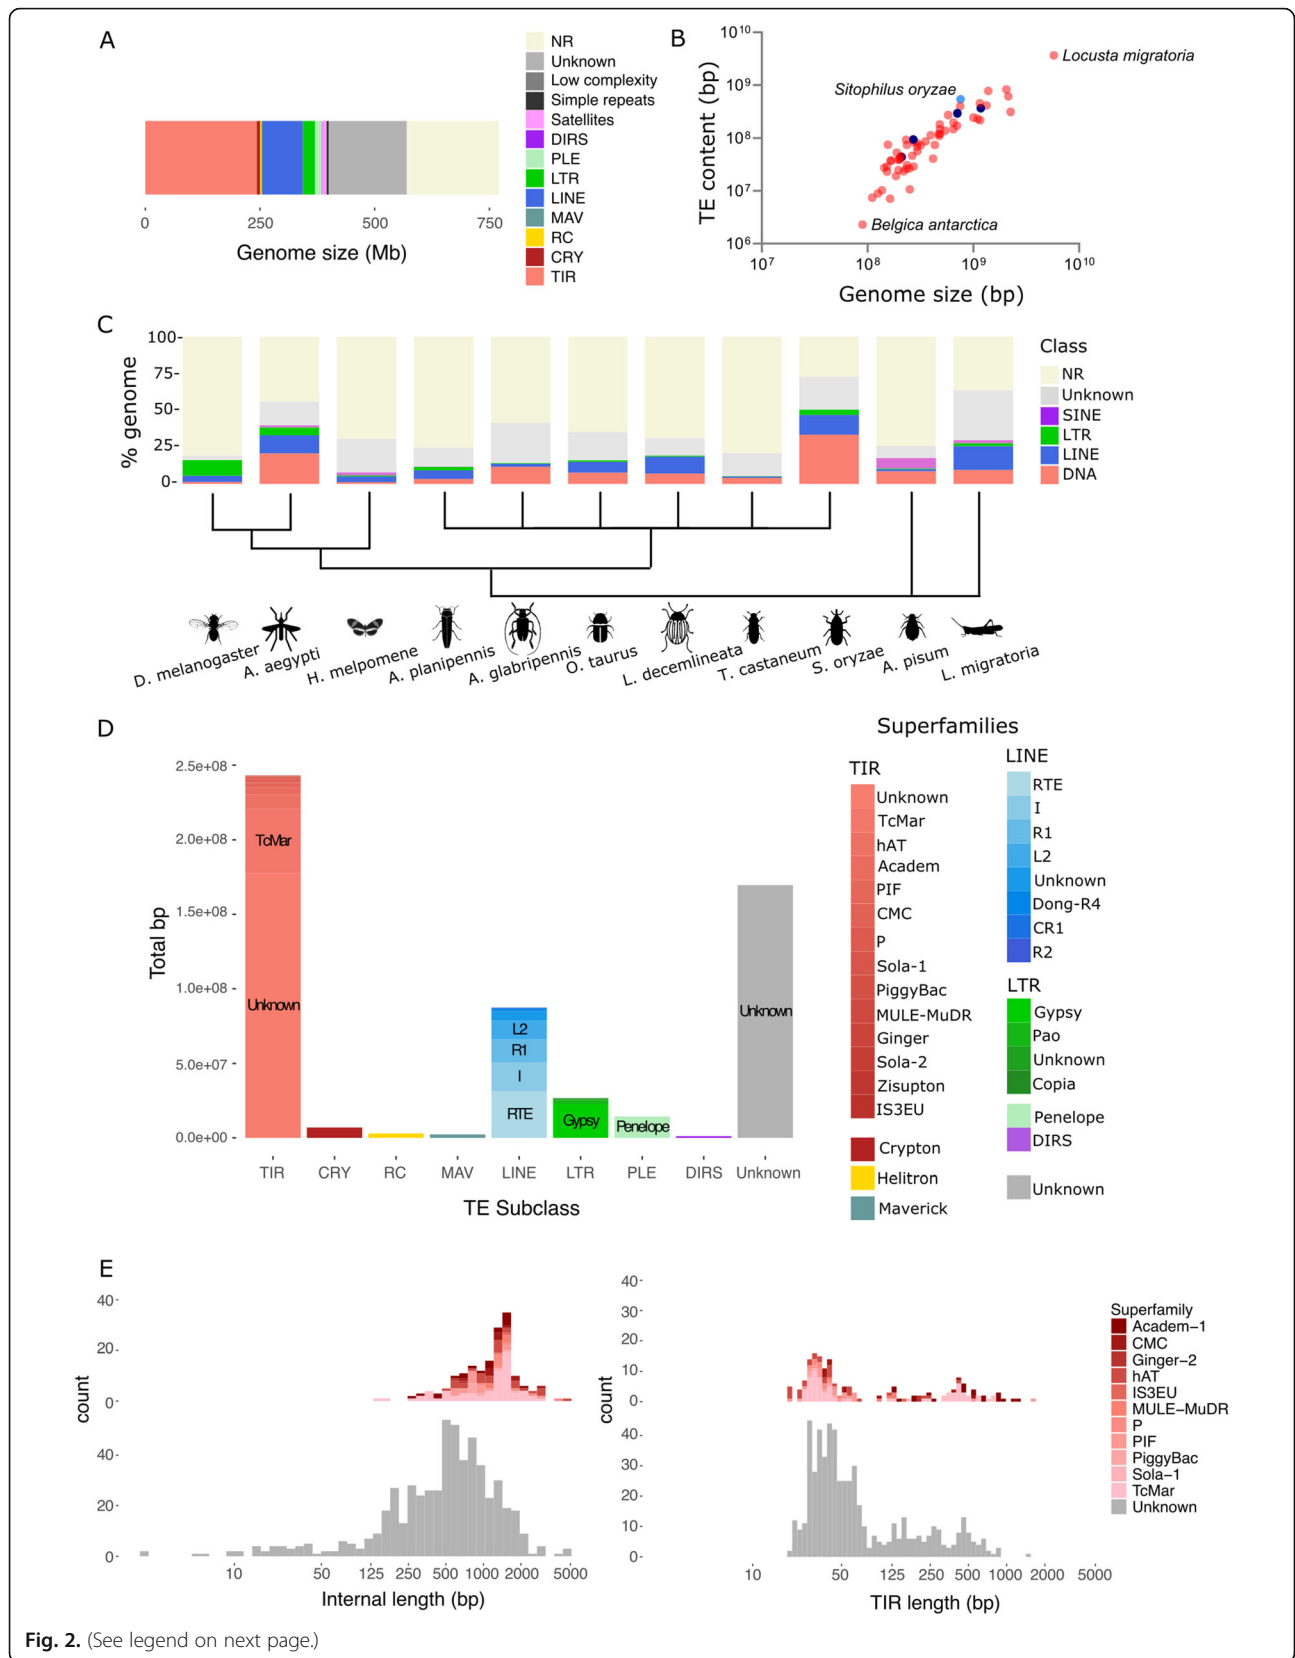 A
NR
Unknown
Low complexity
Simple repeats
Satellites
DIRS
PLE
LTR
LINE
MAV
RC
CRY
TIR
0 250 500 750
Genome size (Mb)
B
TE content (bp)
10^10
10^9
10^8
10^7
10^6
Locusta migratoria
Sitophilus oryzae
Belgica antarctica
10^7 10^8 10^9 10^10
Genome size (bp)
C
% genome
100-
75-
50-
25-
0-
Class
NR
Unknown
SINE
LTR
LINE
DNA
D. melanogaster
A. aegypti
H. melpomene
A. planipennis
A. glabripennis
O. taurus
L. decemlineata
T. castaneum
S. oryzae
A. pisum
L. migratoria
D
Total bp
2.5e+08
2.0e+08
1.5e+08
1.0e+08
5.0e+07
0.0e+00
TcMar
Unknown
L2
R1
I
RTE
Gypsy
Penelope
Unknown
TIR CRY RC MAV LINE LTR PLE DIRS Unknown
TE Subclass
Superfamilies
TIR
Unknown
TcMar
hAT
Academ
PIF
CMC
P
Sola-1
PiggyBac
MULE-MuDR
Ginger
Sola-2
Zisupton
IS3EU
Crypton
Helitron
Maverick
LINE
RTE
I
R1
L2
Unknown
Dong-R4
CR1
R2
LTR
Gypsy
Pao
Unknown
Copia
Penelope
DIRS
Unknown
E
count
40
20
0
40
20
0
10 50 125 250 500 1000 2000 5000
Internal length (bp)
count
40
30
20
10
0
40
30
20
10
0
10 50 125 250 500 1000 2000 5000
TIR length (bp)
Superfamily
Academ−1
CMC
Ginger−2
hAT
IS3EU
MULE−MuDR
P
PIF
PiggyBac
Sola−1
TcMar
Unknown
Fig. 2. (See legend on next page.)